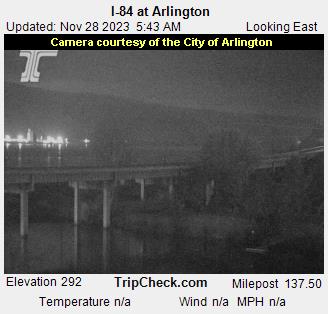 I-84 at Arlington
Updated: Nov 28 2023 5:43 AM Looking East
Camera courtesy of the City of Arlington
Elevation 292 TripCheck.com Milepost 137.50
Temperature n/a Wind n/a MPH n/a